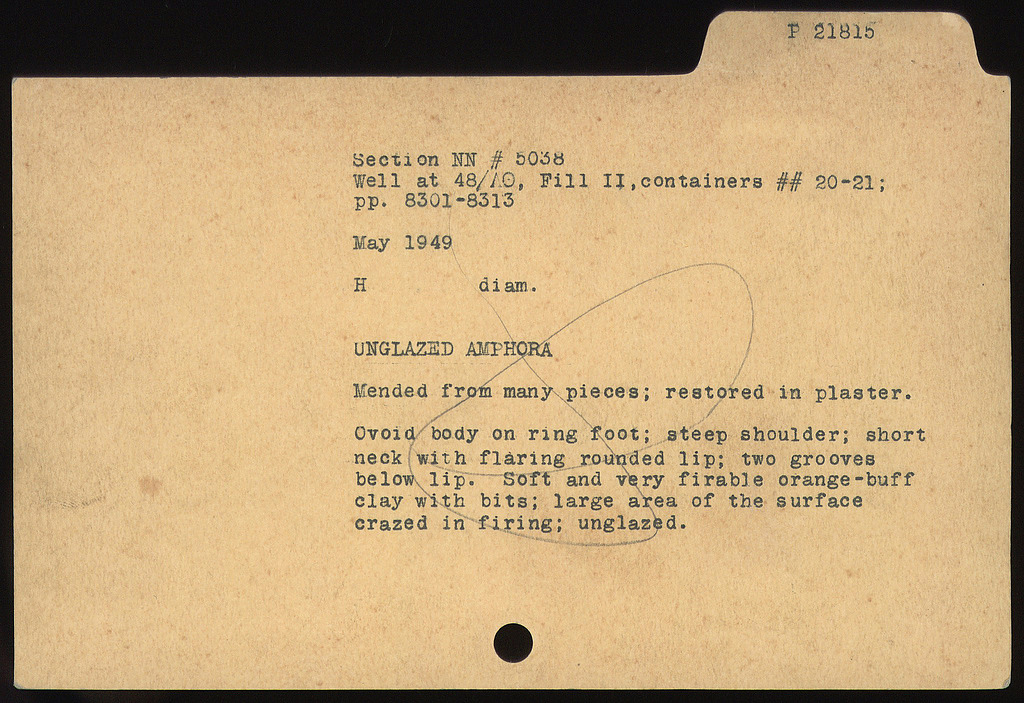 P 21815
Section NN # 5038
Well at 48/ΛΟ, Fill II,containers ## 20-21;
pp. 8301-8313
May 1949
H diam.
UNGLAZED AMPHORA
Mended from many pieces; restored in plaster.
Ovoid body on ring foot; steep shoulder; short
neck with flaring rounded lip; two grooves
below lip. Soft and very firable orange-buff
clay with bits; large area of the surface
crazed in firing; unglazed.